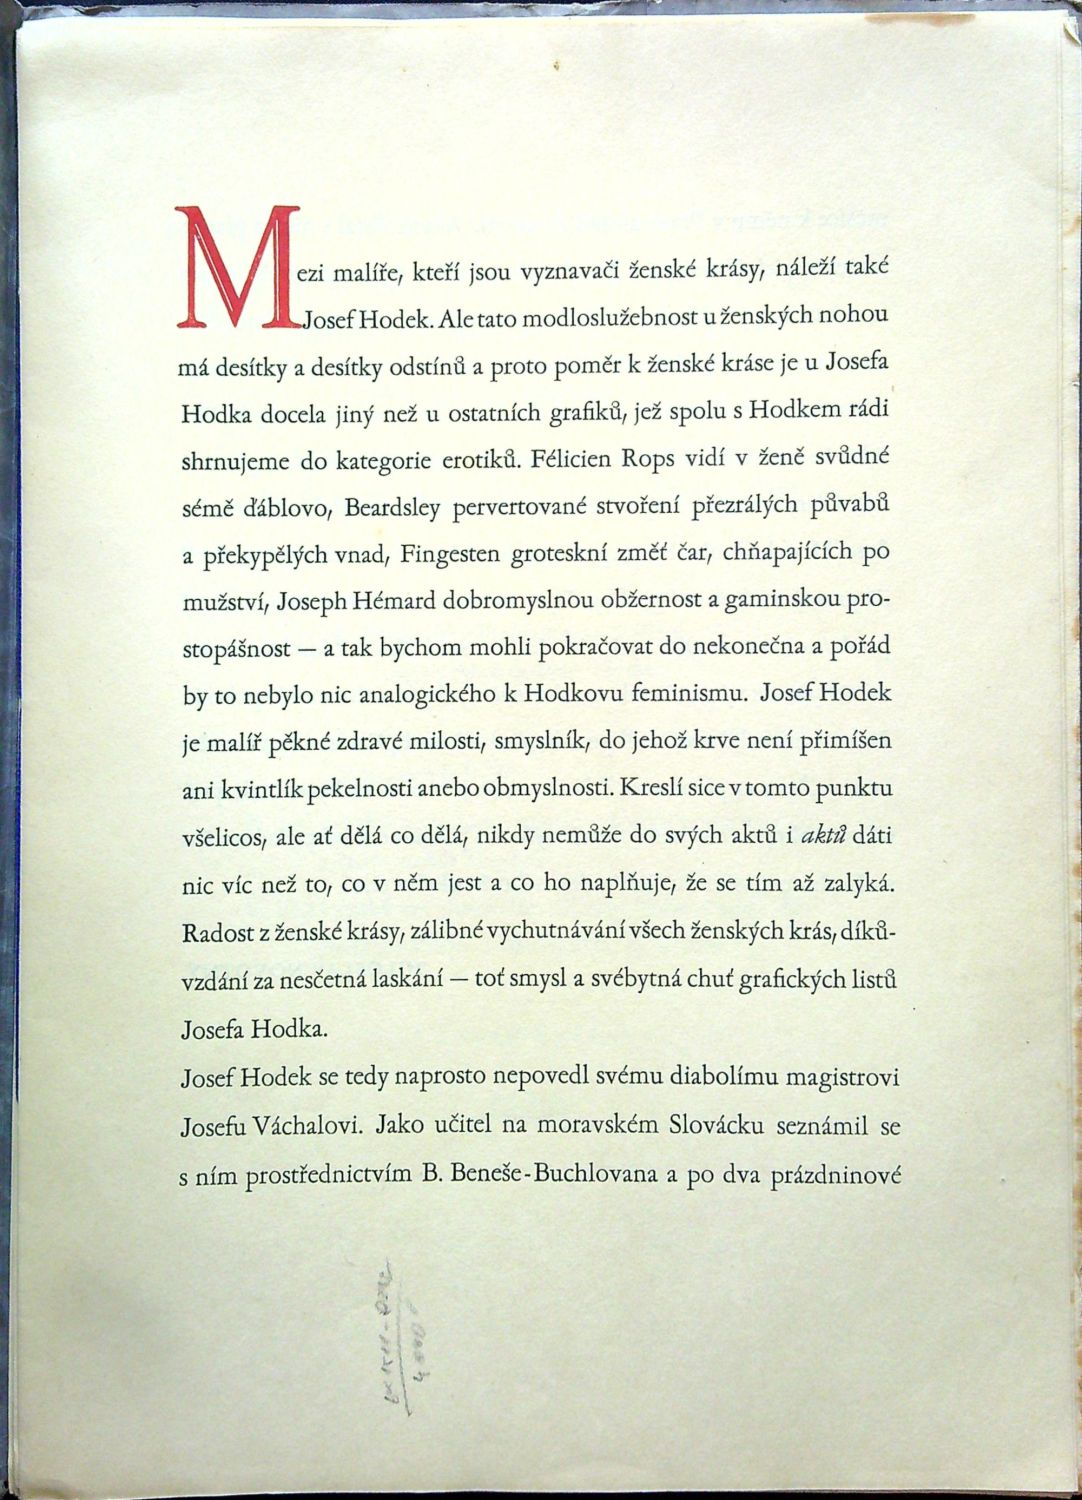 Mezi malíře, kteří jsou vyznavači ženské krásy, náleží také
Josef Hodek. Ale tato modloslužebnost u ženských nohou
má desítky a desítky odstínů a proto poměr k ženské kráse je u Josefa
Hodka docela jiný než u ostatních grafiků, jež spolu s Hodkem rádi
shrnujeme do kategorie erotiků. Félicien Rops vidí v ženě svůdné
sémě ďáblovo, Beardsley pervertované stvoření přezrálých půvabů
a překypělých vnad, Fingesten groteskní změť čar, chňapajících po
mužství, Joseph Hémard dobromyslnou obžernost a gaminskou pro-
stopášnost — a tak bychom mohli pokračovat do nekonečna a pořád
by to nebylo nic analogického k Hodkovu feminismu. Josef Hodek
je malíř pěkné zdravé milosti, smyslník, do jehož krve není přimíšen
ani kvintlík pekelnosti anebo obmyslnosti. Kreslí sice v tomto punktu
všelicos, ale ať dělá co dělá, nikdy nemůže do svých aktů i aktů dáti
nic víc než to, co v něm jest a co ho naplňuje, že se tím až zalyká.
Radost z ženské krásy, zálibné vychutnávání všech ženských krás, díků-
vzdání za nesčetná laskání — toť smysl a svébytná chuť grafických listů
Josefa Hodka.
Josef Hodek se tedy naprosto nepovedl svému diabolímu magistrovi
Josefu Váchalovi. Jako učitel na moravském Slovácku seznámil se
s ním prostřednictvím B. Beneše-Buchlovana a po dva prázdninové